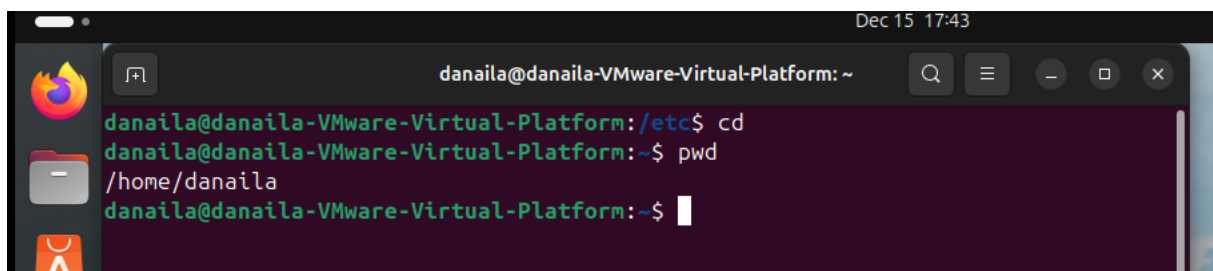 Dec 15 17:43
danaila@danaila-VMware-Virtual-Platform: ~
danaila@danaila-VMware-Virtual-Platform:/etc$ cd
danaila@danaila-VMware-Virtual-Platform:~$ pwd
/home/danaila
danaila@danaila-VMware-Virtual-Platform:~$